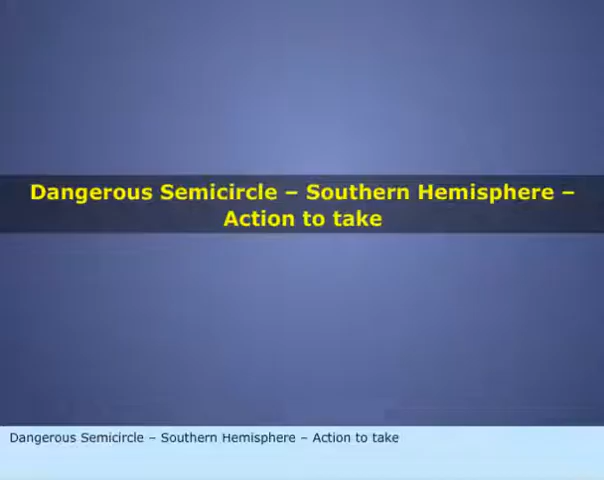 Dangerous Semicircle – Southern Hemisphere –
Action to take
Dangerous Semicircle – Southern Hemisphere – Action to take